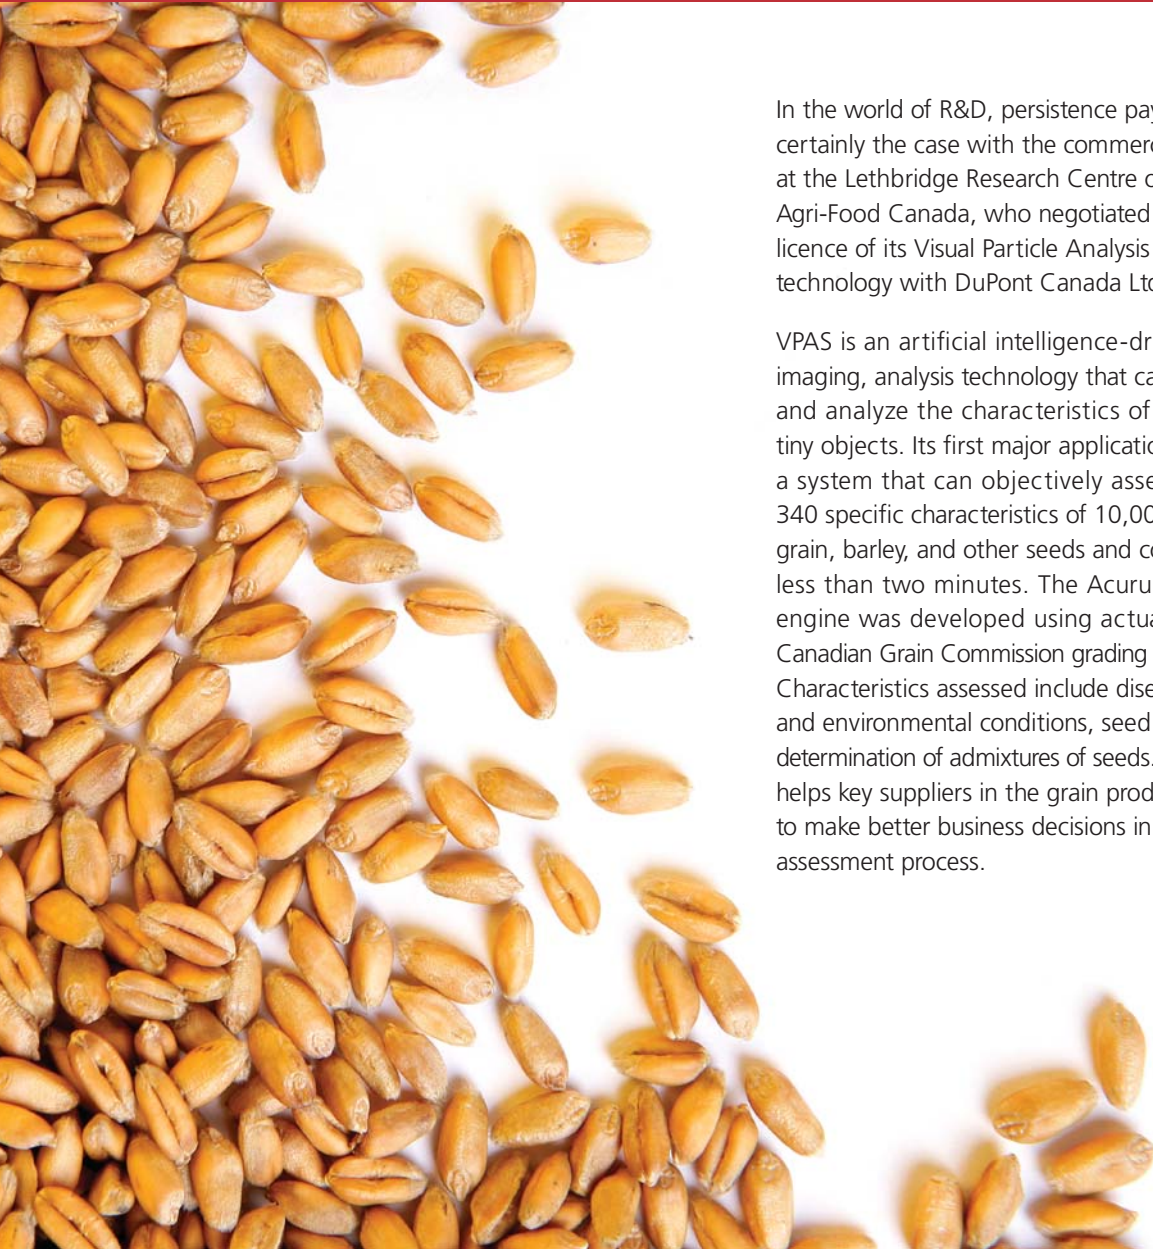 In the world of R&D, persistence pay
certainly the case with the commerc
at the Lethbridge Research Centre o
Agri-Food Canada, who negotiated
licence of its Visual Particle Analysis
technology with DuPont Canada Ltd
VPAS is an artificial intelligence-dr
imaging, analysis technology that ca
and analyze the characteristics of
tiny objects. Its first major applicatio
a system that can objectively asse
340 specific characteristics of 10,00
grain, barley, and other seeds and co
less than two minutes. The Acuru
engine was developed using actua
Canadian Grain Commission grading
Characteristics assessed include dise
and environmental conditions, seed
determination of admixtures of seeds.
helps key suppliers in the grain prod
to make better business decisions in
assessment process.